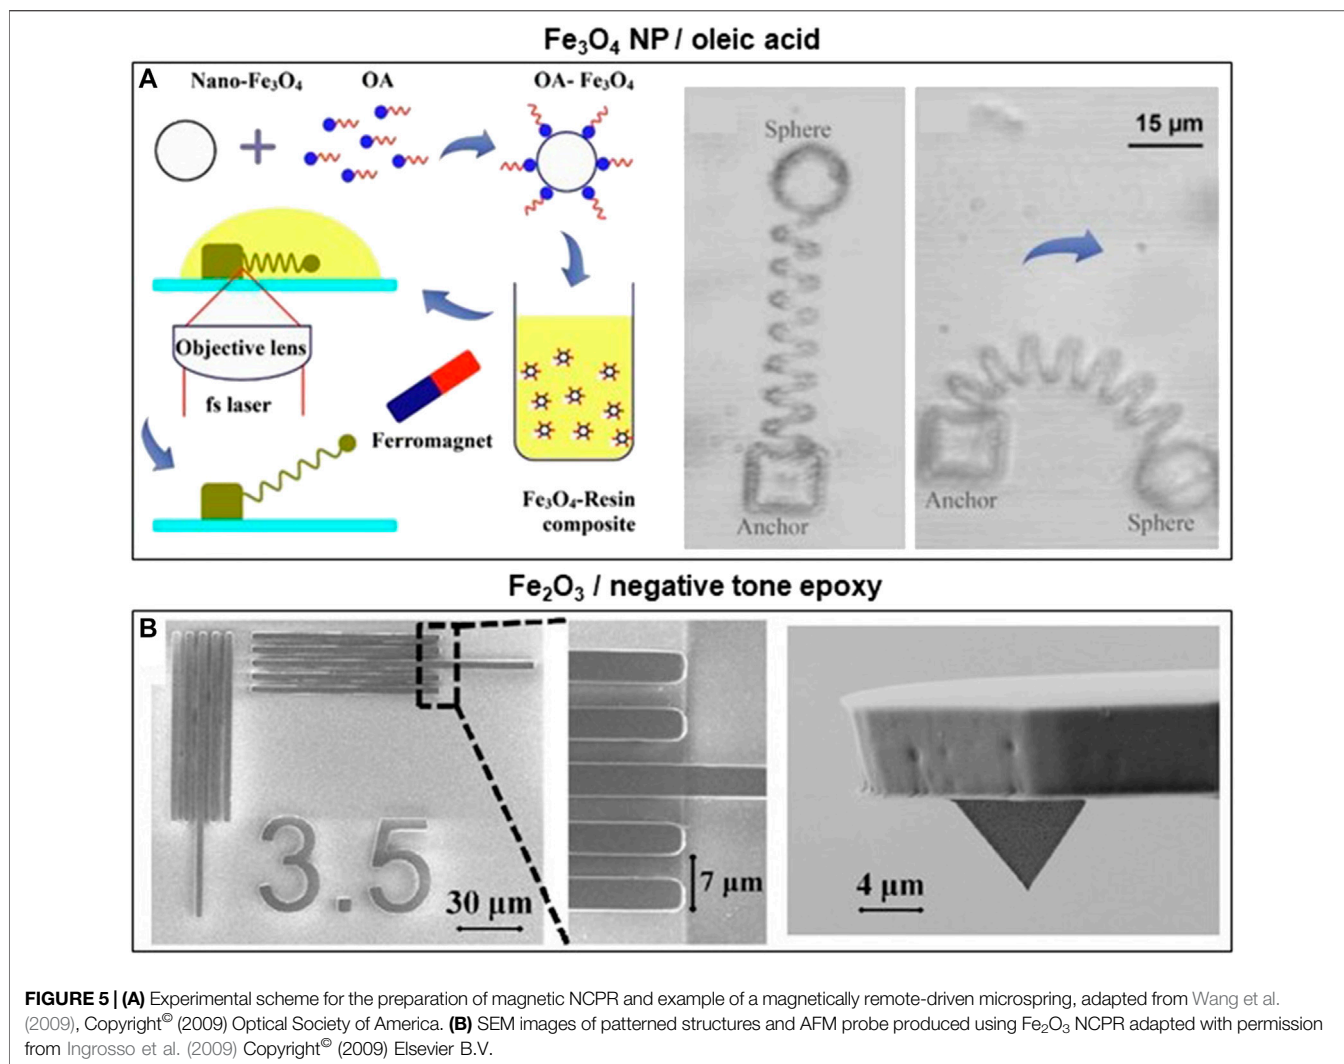 Fe₃O₄ NP / oleic acid
A
Nano-Fe₃O₄
OA
OA- Fe₃O₄
Objective lens
fs laser
Ferromagnet
Fe₃O₄-Resin
composite
Sphere
Anchor
15 µm
Anchor
Sphere
Fe₂O₃ / negative tone epoxy
B
3.5
30 µm
7 µm
4 µm
FIGURE 5 | (A) Experimental scheme for the preparation of magnetic NCPR and example of a magnetically remote-driven microspring, adapted from Wang et al.
(2009), Copyright© (2009) Optical Society of America. (B) SEM images of patterned structures and AFM probe produced using Fe₂O₃ NCPR adapted with permission
from Ingrosso et al. (2009) Copyright© (2009) Elsevier B.V.